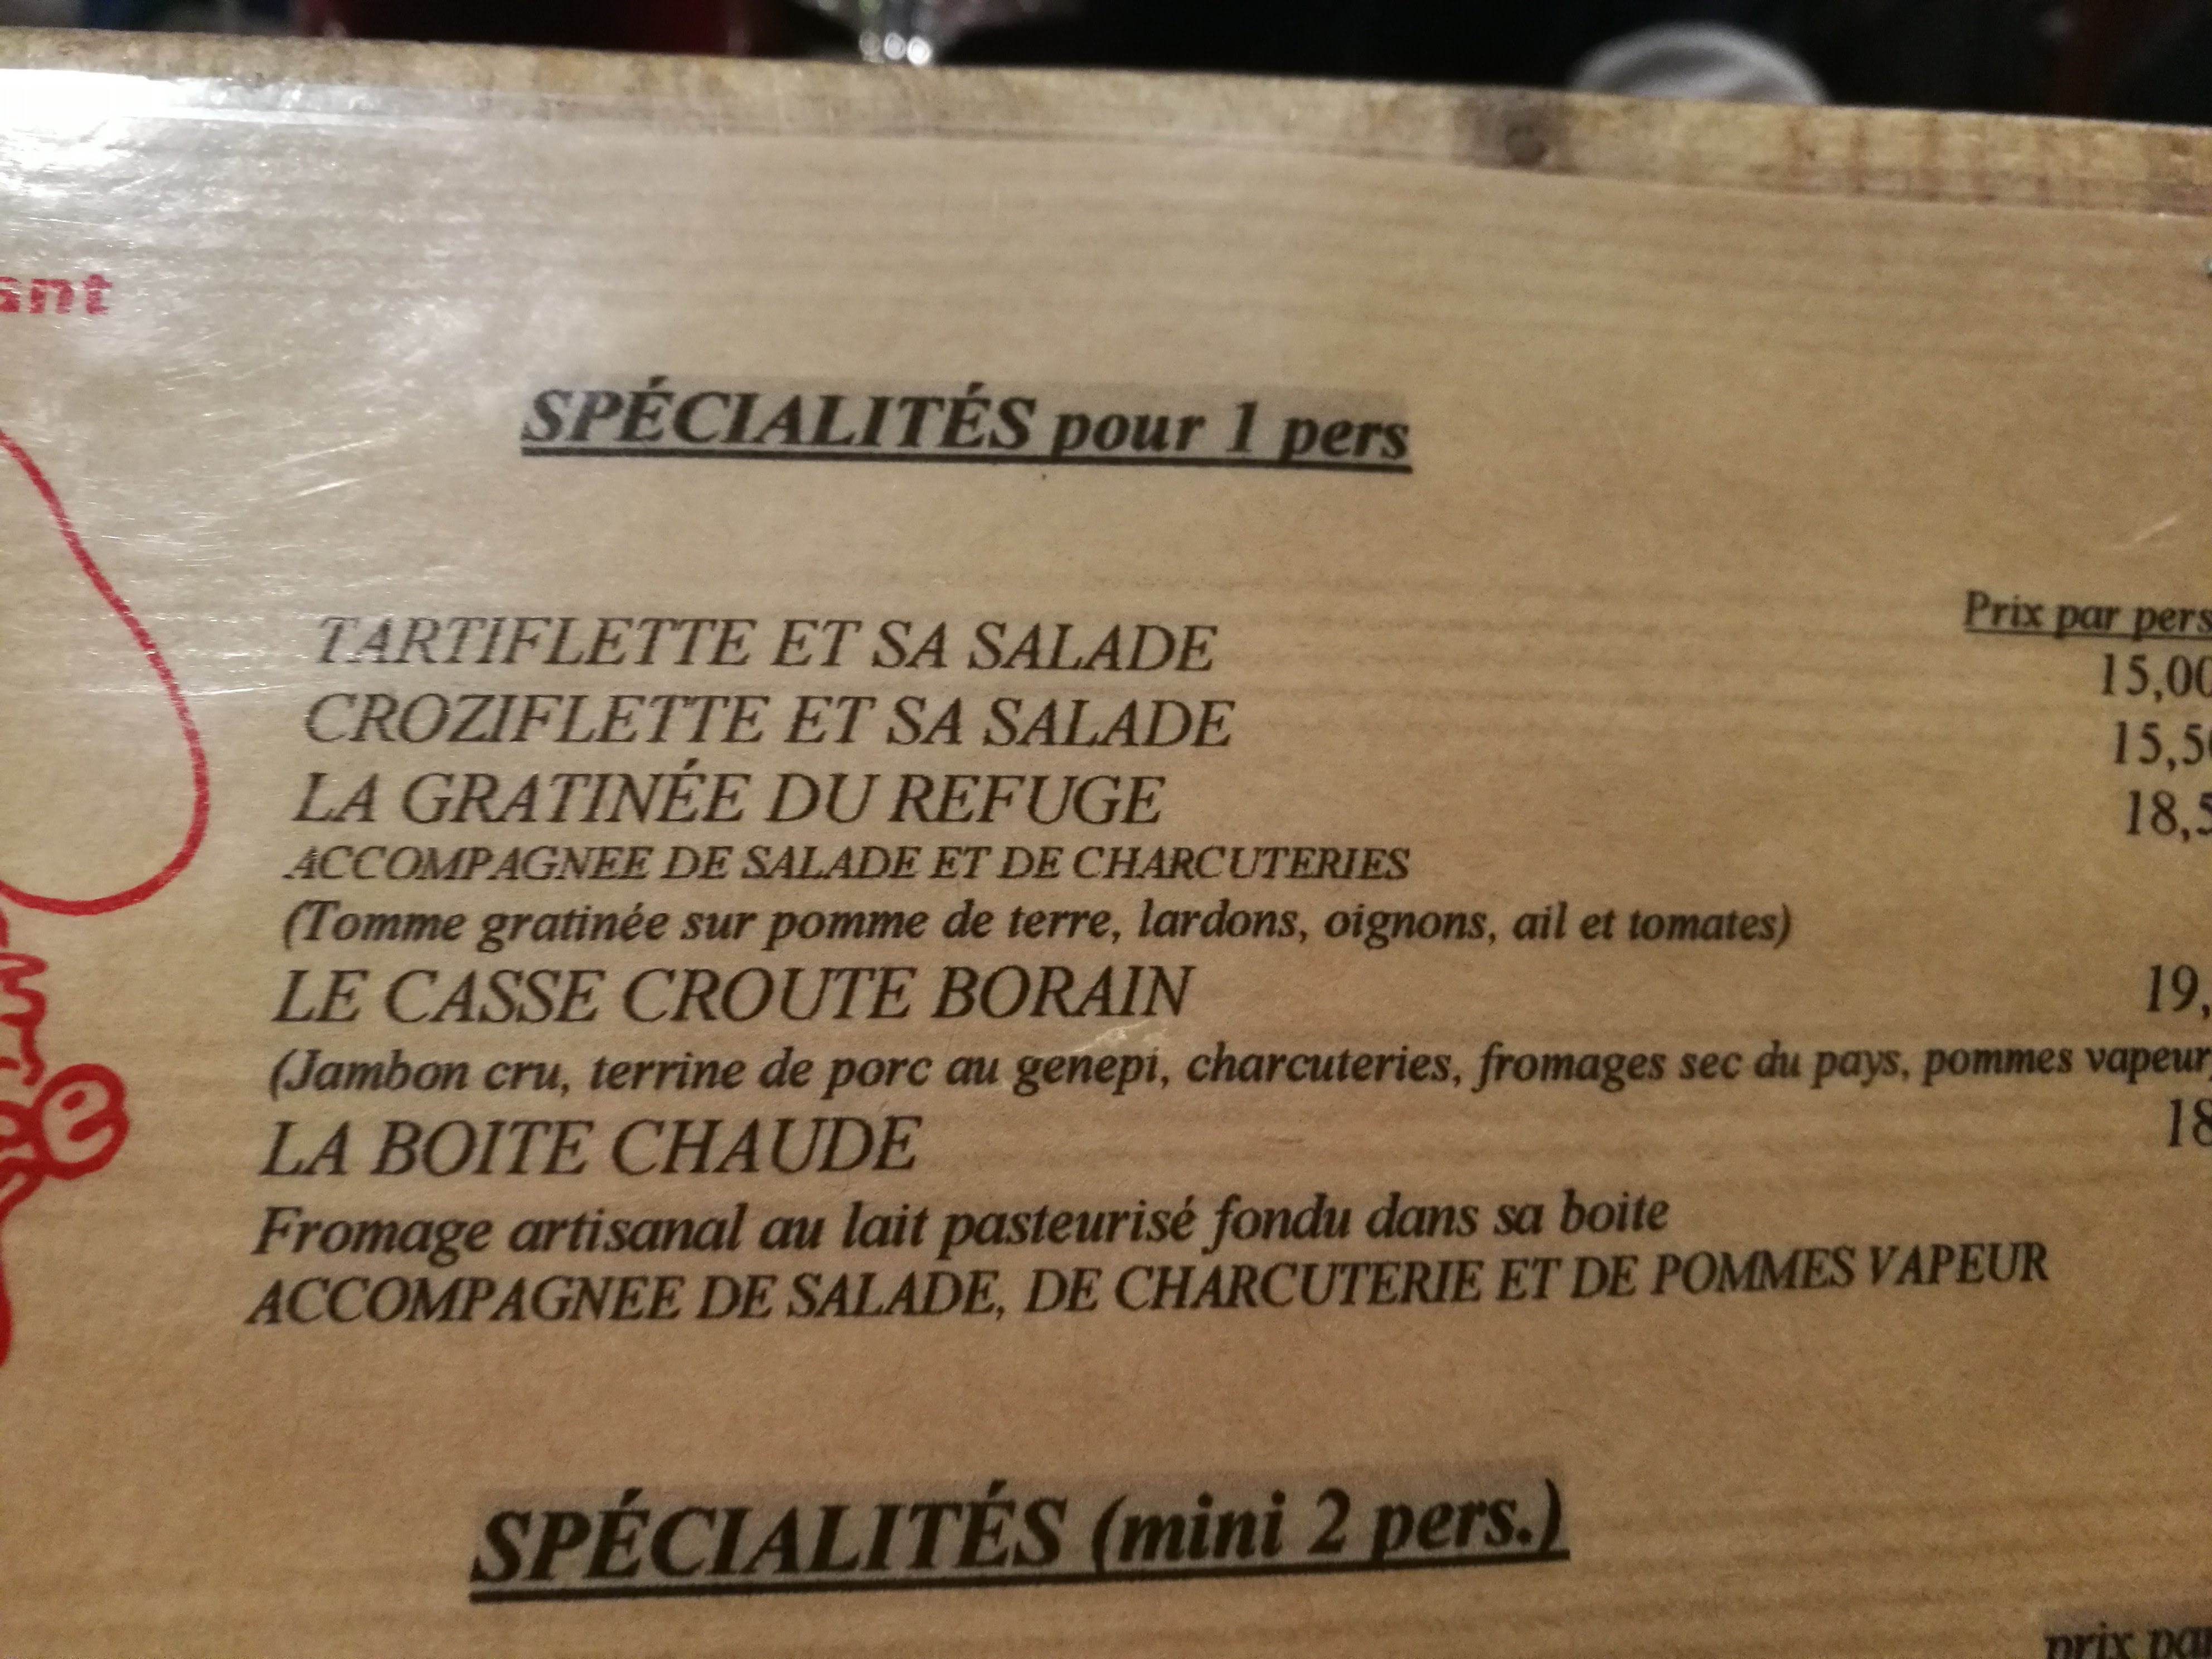 SPÉCIALITÉS pour 1 pers
Prix par pers
TARTIFLETTE ET SA SALADE 15,00
CROZIFLETTE ET SA SALADE 15,50
LA GRATINÉE DU REFUGE 18,5
ACCOMPAGNEE DE SALADE ET DE CHARCUTERIES
(Tomme gratinée sur pomme de terre, lardons, oignons, ail et tomates)
LE CASSE CROUTE BORAIN 19,
(Jambon cru, terrine de porc au genepi, charcuteries, fromages sec du pays, pommes vapeur
LA BOITE CHAUDE 18
Fromage artisanal au lait pasteurisé fondu dans sa boite
ACCOMPAGNEE DE SALADE, DE CHARCUTERIE ET DE POMMES VAPEUR
SPÉCIALITÉS (mini 2 pers.)
prix par